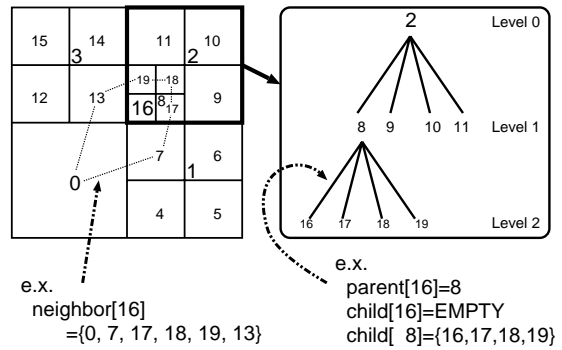 15 14 11 10
3 2
19 18
12 13 16 8 17 9
7 6
0 1
4 5
2 Level 0
8 9 10 11 Level 1
16 17 18 19 Level 2
e.x.
neighbor[16]
={0, 7, 17, 18, 19, 13}
e.x.
parent[16]=8
child[16]=EMPTY
child[ 8]={16,17,18,19}